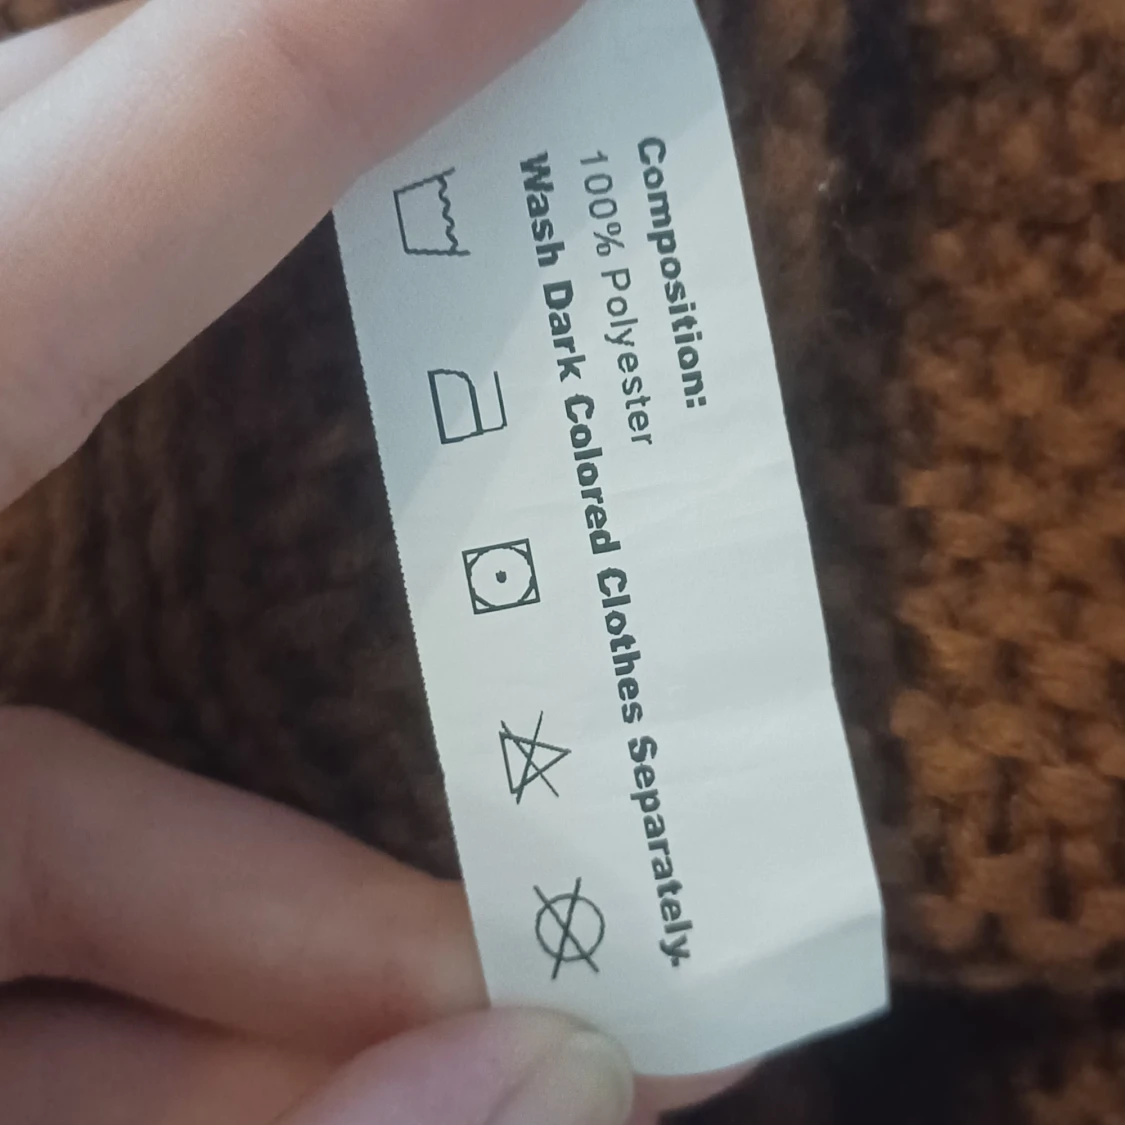 Composition:
100% Polyester
Wash Dark Colored Clothes Separately.